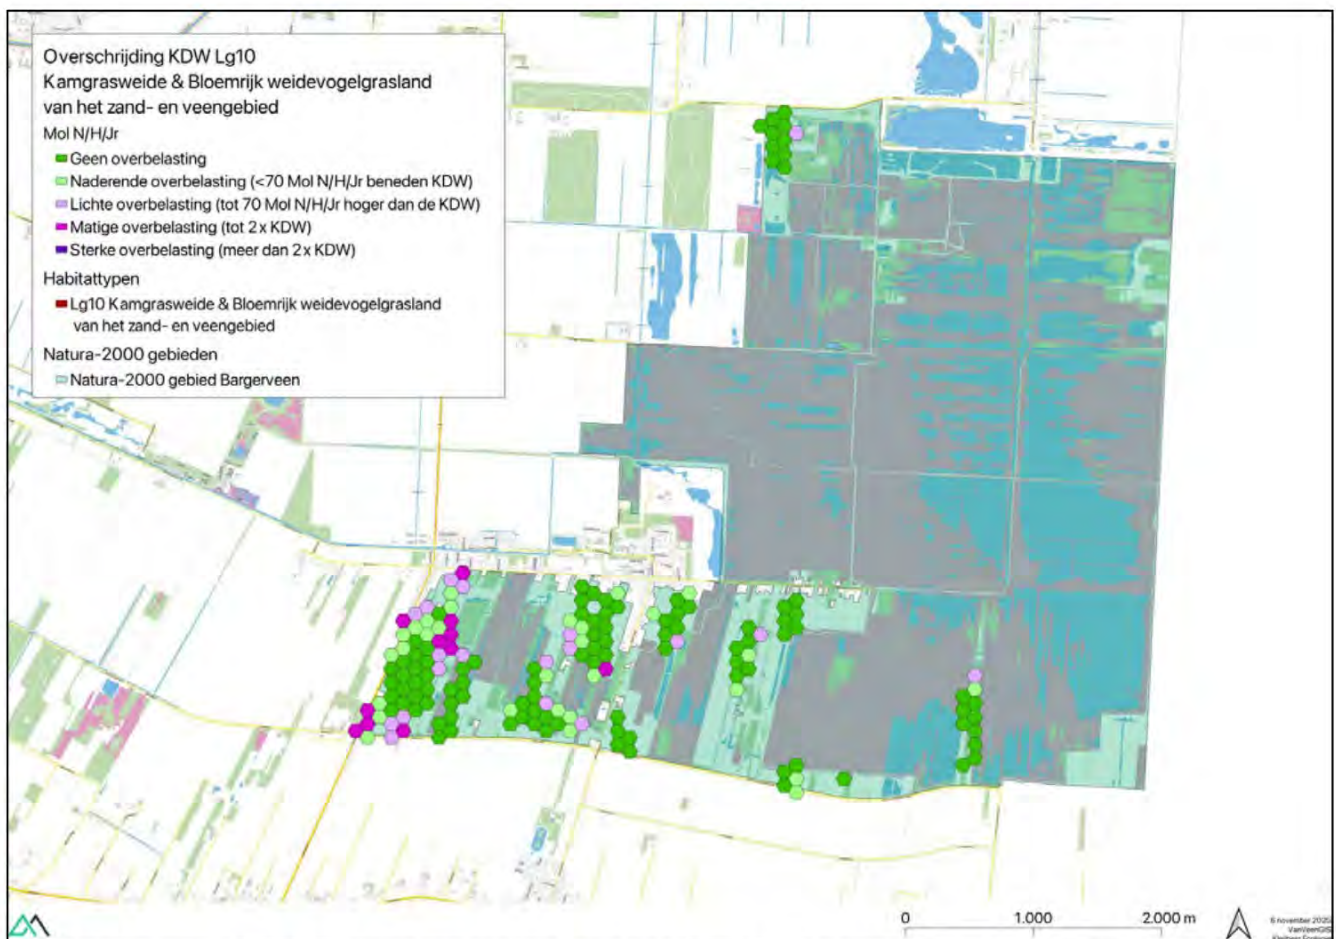 Overschrijding KDW Lg10
Kamgrasweide & Bloemrijk weidevogelgrasland
van het zand- en veengebied
Mol N/H/Jr
Geen overbelasting
Naderende overbelasting (<70 Mol N/H/Jr beneden KDW)
Lichte overbelasting (tot 70 Mol N/H/Jr hoger dan de KDW)
Matige overbelasting (tot 2 x KDW)
Sterke overbelasting (meer dan 2 x KDW)
Habitattypen
Lg10 Kamgrasweide & Bloemrijk weidevogelgrasland
van het zand- en veengebied
Natura-2000 gebieden
Natura-2000 gebied Bargerveen
0 1.000 2.000 m
6 november 2020
VanVeenGIS